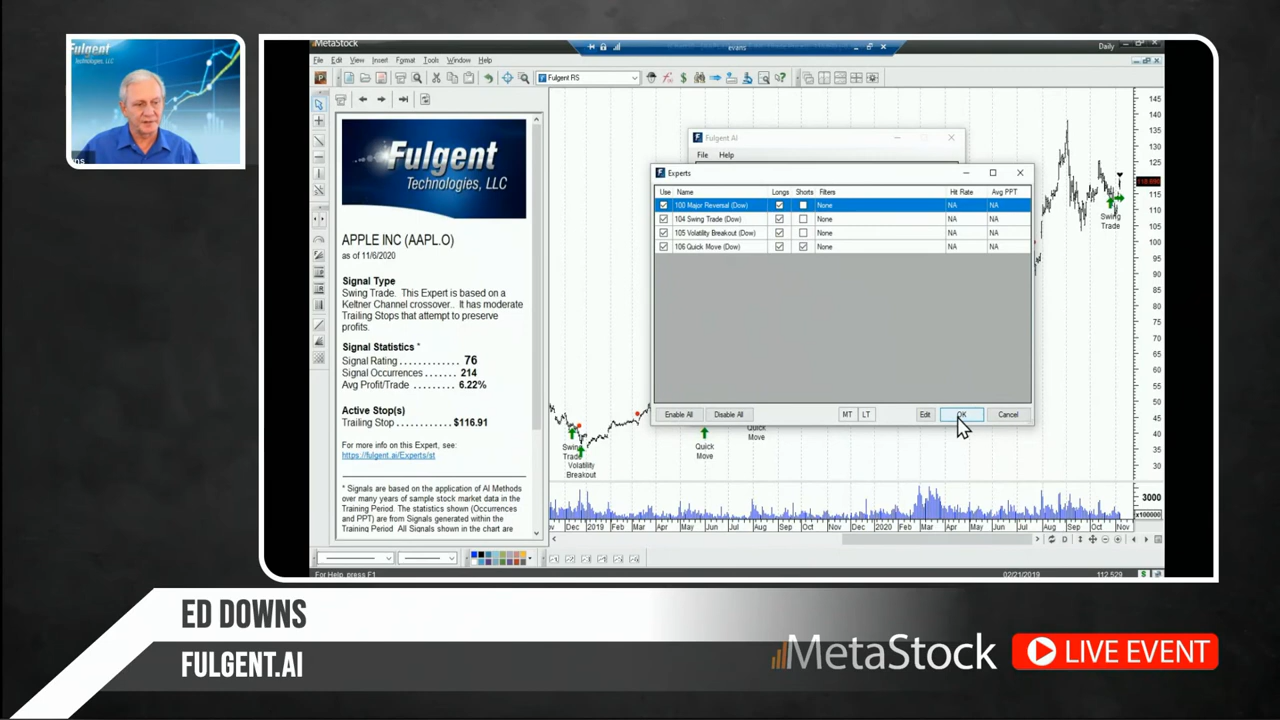 Fulgent
Technologies, LLC
MetaStock
evans
Daily
File Edit View Insert Format Tools Window Help
Fulgent RS
Fulgent
Technologies, LLC
APPLE INC (AAPL.O)
as of 11/6/2020
Signal Type
Swing Trade. This Expert is based on a
Keltner Channel crossover.. It has moderate
Trailing Stops that attempt to preserve
profits.
Signal Statistics *
Signal Rating . . . . . . . . . . . . 76
Signal Occurrences . . . . . . . 214
Avg Profit/Trade . . . . . . . . 6.22%
Active Stop(s)
Trailing Stop . . . . . . . . . . . $116.91
For more info on this Expert, see:
https://fulgent.ai/Experts/st
* Signals are based on the application of AI Methods
over many years of sample stock market data in the
Training Period. The statistics shown (Occurrences
and PPT) are from Signals generated within the
Training Period. All Signals shown in the chart are
Fulgent AI
File Help
Experts
Use Name Longs Shorts Filters Hit Rate Avg PPT
100 Major Reversal (Dow) None NA NA
104 Swing Trade (Dow) None NA NA
105 Volatility Breakout (Dow) None NA NA
106 Quick Move (Dow) None NA NA
Enable All Disable All MT LT Edit OK Cancel
Swing
Trade
Swing
Trade
Volatility
Breakout
Quick
Move
Quick
Move
145
135
130
125
120
115
110
105
100
95
90
85
80
75
70
65
60
55
50
45
40
35
30
3000
x100000
Dec 2019 Feb Mar Apr May Jun Jul Aug Sep Oct Nov Dec 2020 Feb Mar Apr May Jun Jul Aug Sep Oct Nov
For Help, press F1
02/21/2019 112.529
ED DOWNS
FULGENT.AI
MetaStock
LIVE EVENT